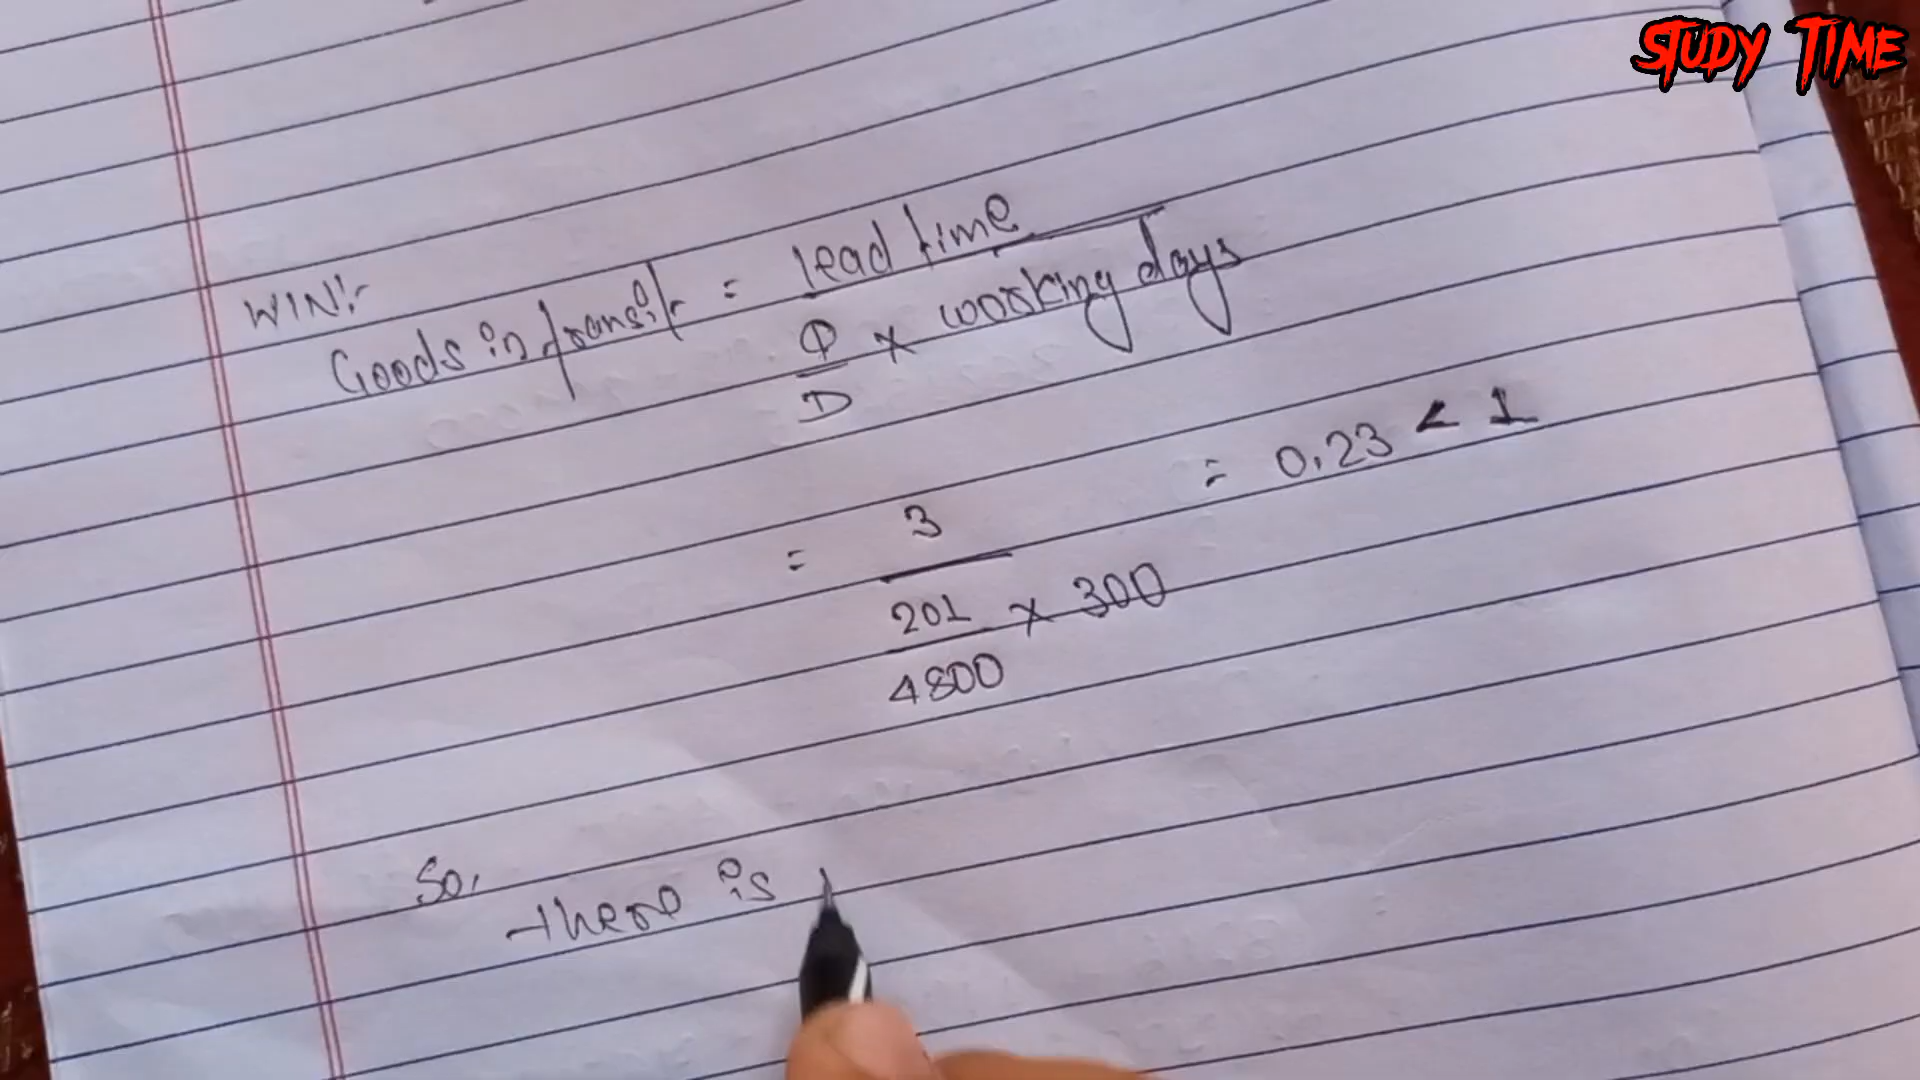 STUDY TIME
WIN:-
Goods in transit = lead time
Q/D × working days
= 3 / (201/4800 × 300) = 0.23 < 1
So,
there is